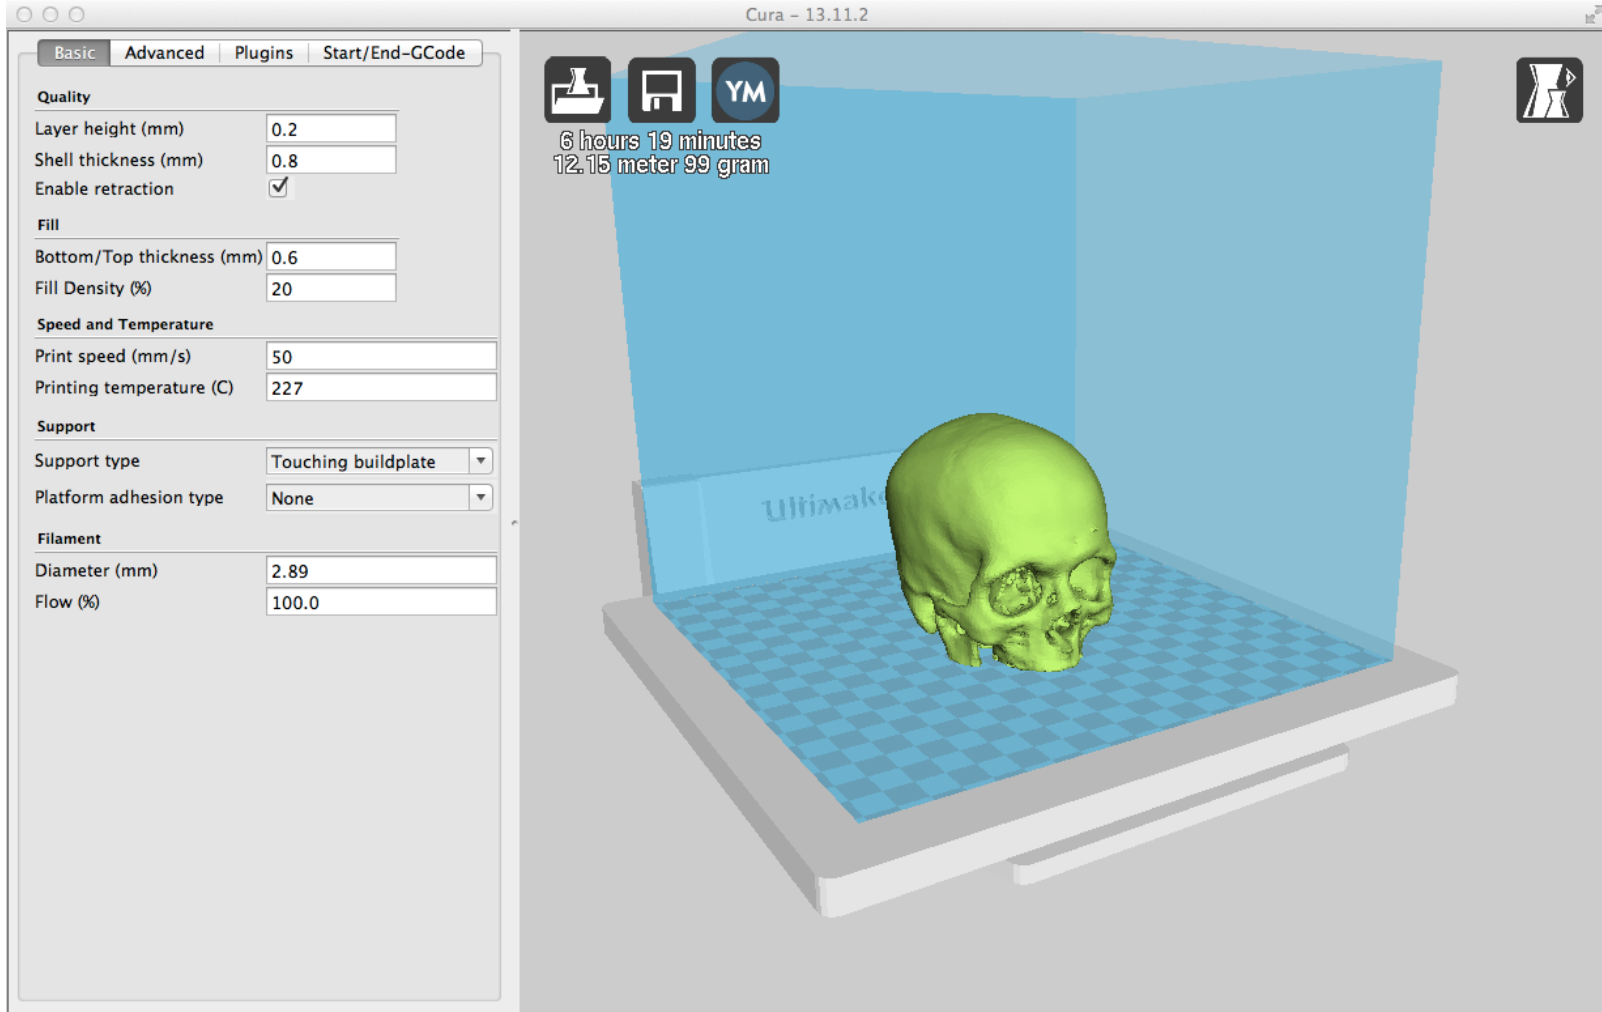 Cura – 13.11.2
Basic Advanced Plugins Start/End-GCode
Quality
Layer height (mm) 0.2
Shell thickness (mm) 0.8
Enable retraction
Fill
Bottom/Top thickness (mm) 0.6
Fill Density (%) 20
Speed and Temperature
Print speed (mm/s) 50
Printing temperature (C) 227
Support
Support type Touching buildplate
Platform adhesion type None
Filament
Diameter (mm) 2.89
Flow (%) 100.0
YM
6 hours 19 minutes
12.15 meter 99 gram
Ultimake